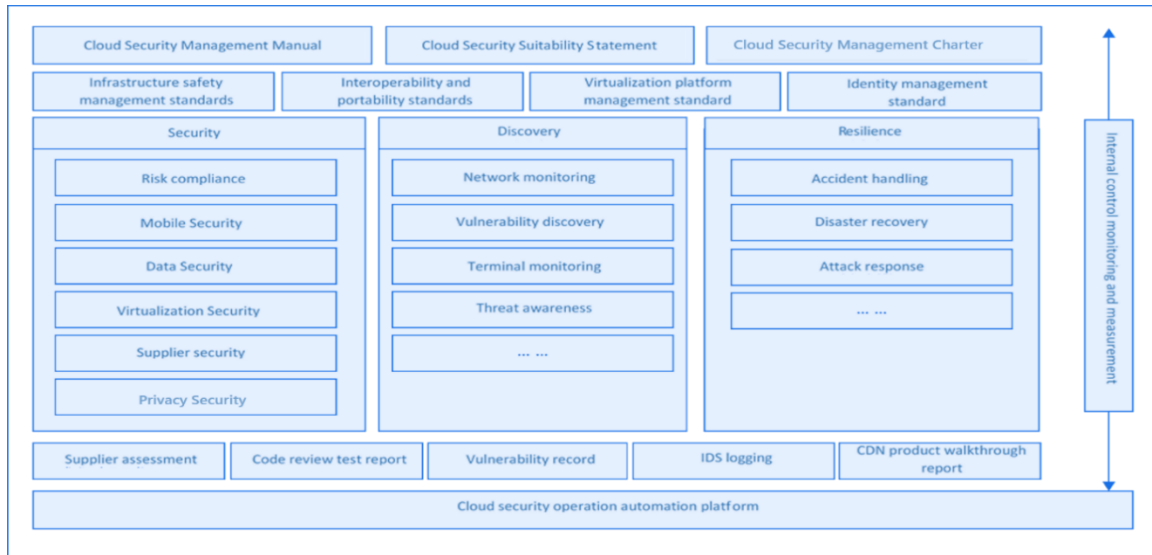 Cloud Security Management Manual
Cloud Security Suitability Statement
Cloud Security Management Charter
Infrastructure safety
management standards
Interoperability and
portability standards
Virtualization platform
management standard
Identity management
standard
Security
Risk compliance
Mobile Security
Data Security
Virtualization Security
Supplier security
Privacy Security
Discovery
Network monitoring
Vulnerability discovery
Terminal monitoring
Threat awareness
... ...
Resilience
Accident handling
Disaster recovery
Attack response
... ...
Supplier assessment
Code review test report
Vulnerability record
IDS logging
CDN product walkthrough
report
Cloud security operation automation platform
Internal control monitoring and measurement